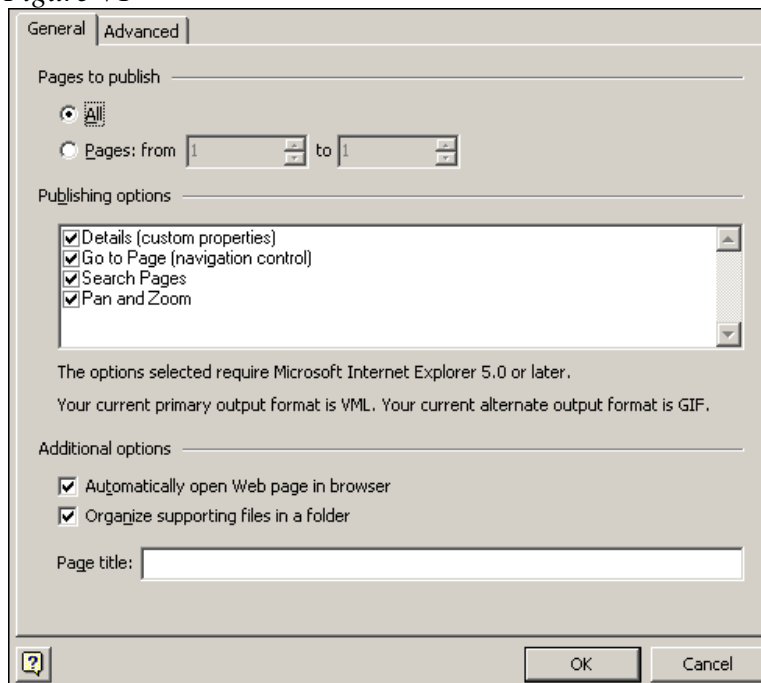 General Advanced
Pages to publish
All
Pages: from 1 to 1
Publishing options
Details (custom properties)
Go to Page (navigation control)
Search Pages
Pan and Zoom
The options selected require Microsoft Internet Explorer 5.0 or later.
Your current primary output format is VML. Your current alternate output format is GIF.
Additional options
Automatically open Web page in browser
Organize supporting files in a folder
Page title:
? OK Cancel